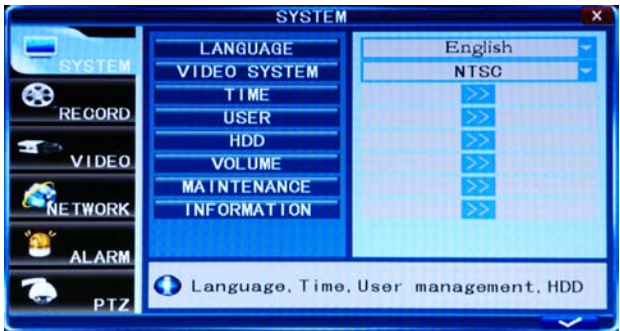 SYSTEM
X
SYSTEM
RECORD
VIDEO
NETWORK
ALARM
PTZ
LANGUAGE English
VIDEO SYSTEM NTSC
TIME >>
USER >>
HDD >>
VOLUME >>
MAINTENANCE >>
INFORMATION >>
Language, Time, User management, HDD